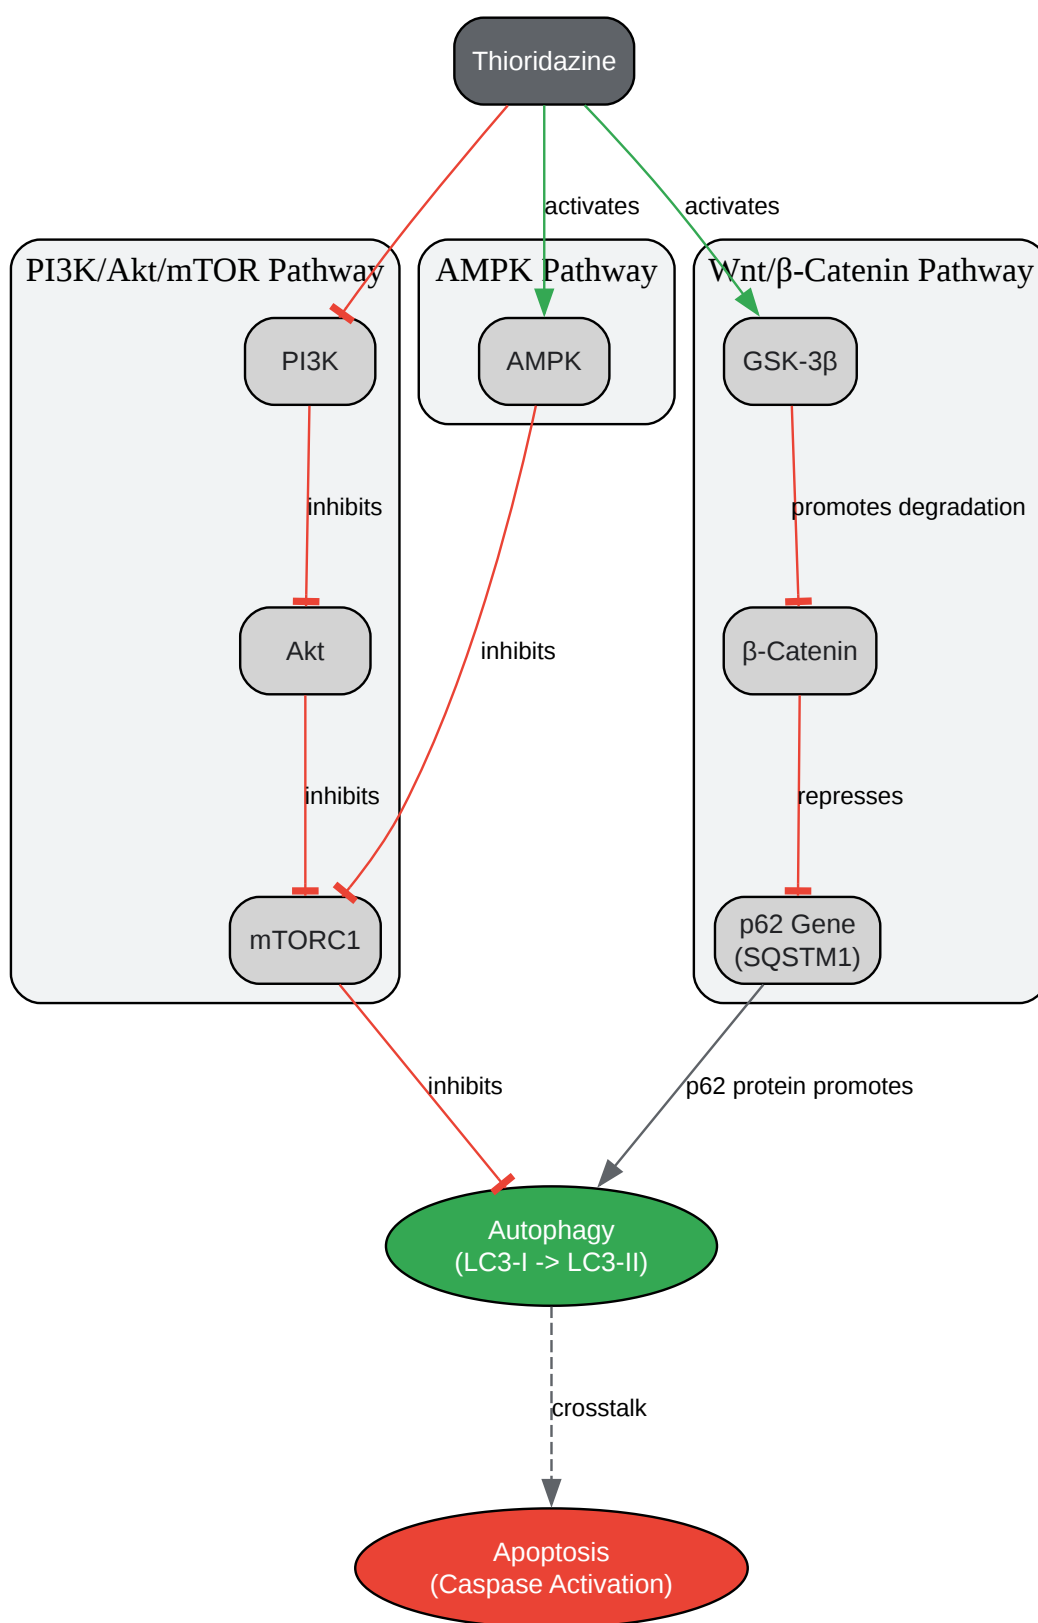 Thioridazine
activates
activates
PI3K/Akt/mTOR Pathway
AMPK Pathway
Wnt/β-Catenin Pathway
PI3K
AMPK
GSK-3β
inhibits
promotes degradation
Akt
inhibits
β-Catenin
inhibits
represses
mTORC1
p62 Gene
(SQSTM1)
inhibits
p62 protein promotes
Autophagy
(LC3-I -> LC3-II)
crosstalk
Apoptosis
(Caspase Activation)